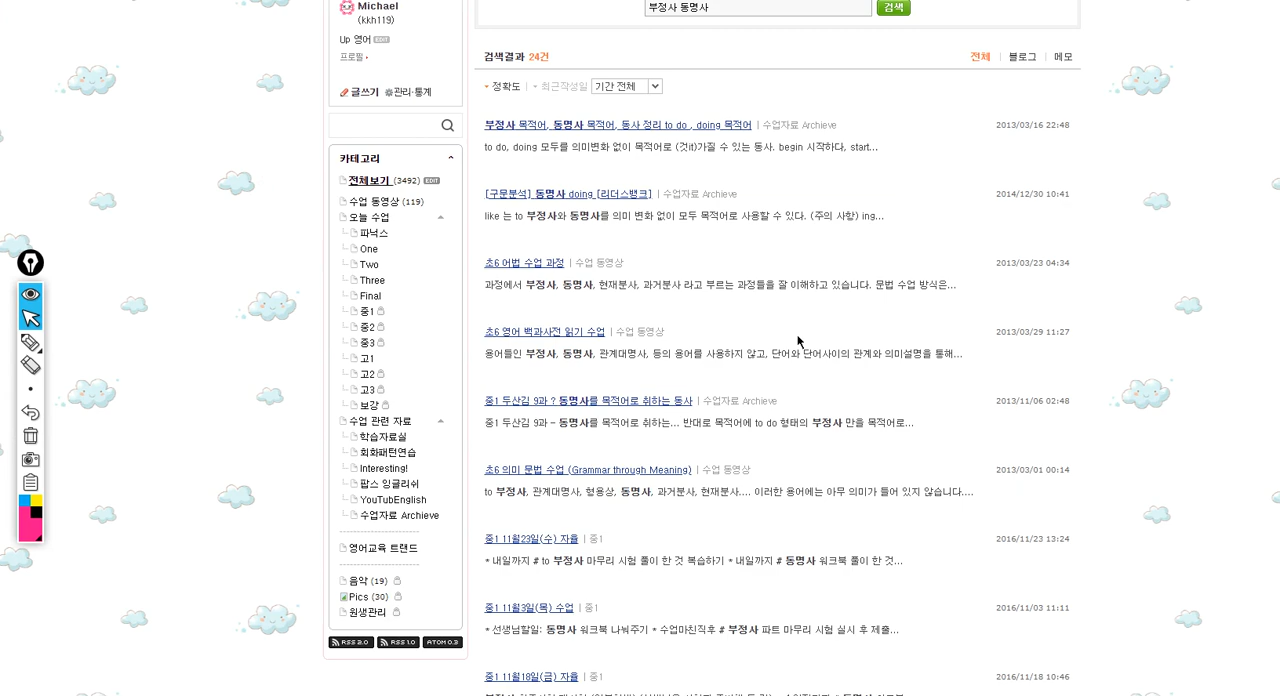 Michael
(kkh119)
Up 영어 EDIT
프로필
글쓰기 관리·통계
카테고리
전체보기 (3492) EDIT
수업 동영상 (119)
오늘 수업
파닉스
One
Two
Three
Final
중1
중2
중3
고1
고2
고3
보강
수업 관련 자료
학습자료실
회화패턴연습
Interesting!
팝스 잉글리쉬
YouTubEnglish
수업자료 Archieve
영어교육 트랜드
음악 (19)
Pics (30)
원생관리
RSS 2.0 RSS 1.0 ATOM 0.3
부정사 동명사 검색
검색결과 24건 전체 블로그 메모
정확도 최근작성일 기간 전체
부정사 목적어, 동명사 목적어, 동사 정리 to do , doing 목적어 | 수업자료 Archieve 2013/03/16 22:48
to do, doing 모두를 의미변화 없이 목적어로 (것it)가질 수 있는 동사. begin 시작하다, start...
[구문분석] 동명사 doing [리더스뱅크] | 수업자료 Archieve 2014/12/30 10:41
like 는 to 부정사와 동명사를 의미 변화 없이 모두 목적어로 사용할 수 있다. (주의 사항) ing...
초6 어법 수업 과정 | 수업 동영상 2013/03/23 04:34
과정에서 부정사, 동명사, 현재분사, 과거분사 라고 부르는 과정들을 잘 이해하고 있습니다. 문법 수업 방식은...
초6 영어 백과사전 읽기 수업 | 수업 동영상 2013/03/29 11:27
용어들인 부정사, 동명사, 관계대명사, 등의 용어를 사용하지 않고, 단어와 단어사이의 관계와 의미설명을 통해...
중1 두산김 9과 ? 동명사를 목적어로 취하는 동사 | 수업자료 Archieve 2013/11/06 02:48
중1 두산김 9과 - 동명사를 목적어로 취하는... 반대로 목적어에 to do 형태의 부정사 만을 목적어로...
초6 의미 문법 수업 (Grammar through Meaning) | 수업 동영상 2013/03/01 00:14
to 부정사, 관계대명사, 형용상, 동명사, 과거분사, 현재분사.... 이러한 용어에는 아무 의미가 들어 있지 않습니다....
중1 11월23일(수) 자율 | 중1 2016/11/23 13:24
* 내일까지 # to 부정사 마무리 시험 풀이 한 것 복습하기 * 내일까지 # 동명사 워크북 풀이 한 것...
중1 11월3일(목) 수업 | 중1 2016/11/03 11:11
* 선생님할일: 동명사 워크북 나눠주기 * 수업마친직후 # 부정사 파트 마무리 시험 실시 후 제출...
중1 11월18일(금) 자율 | 중1 2016/11/18 10:46